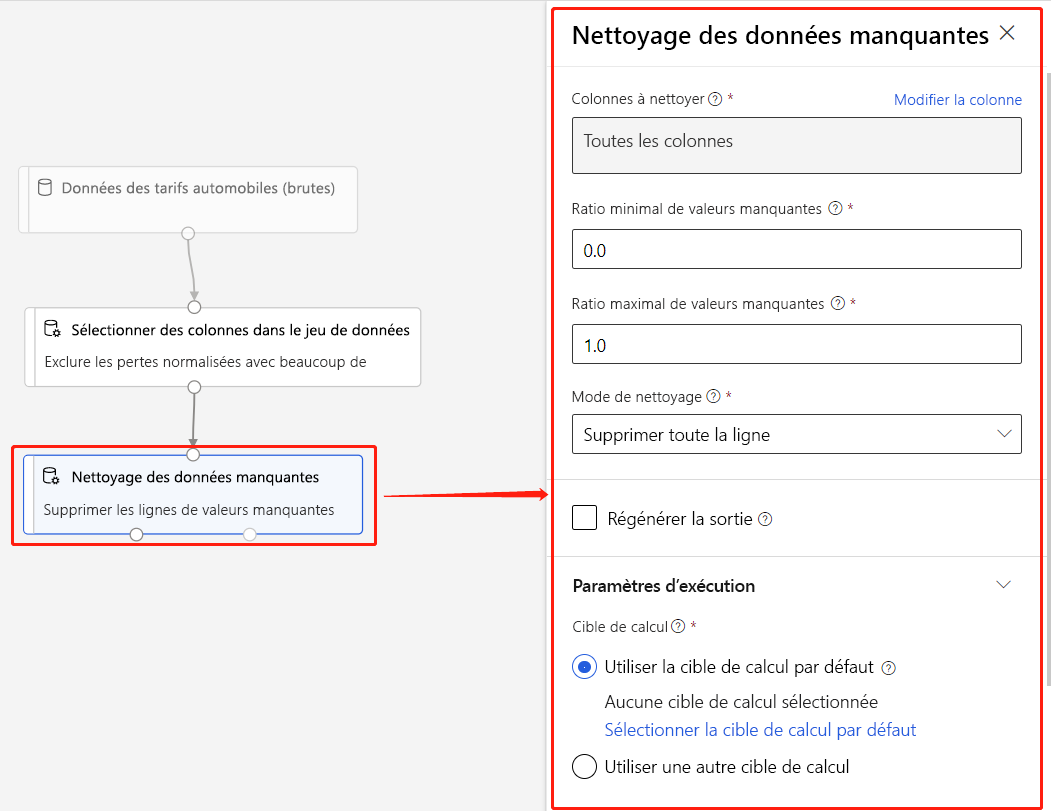 Données des tarifs automobiles (brutes)
Sélectionner des colonnes dans le jeu de données
Exclure les pertes normalisées avec beaucoup de
Nettoyage des données manquantes
Supprimer les lignes de valeurs manquantes
Nettoyage des données manquantes
Colonnes à nettoyer ? * Modifier la colonne
Toutes les colonnes
Ratio minimal de valeurs manquantes ? *
0.0
Ratio maximal de valeurs manquantes ? *
1.0
Mode de nettoyage ? *
Supprimer toute la ligne
Régénérer la sortie ?
Paramètres d’exécution
Cible de calcul ? *
Utiliser la cible de calcul par défaut ?
Aucune cible de calcul sélectionnée
Sélectionner la cible de calcul par défaut
Utiliser une autre cible de calcul